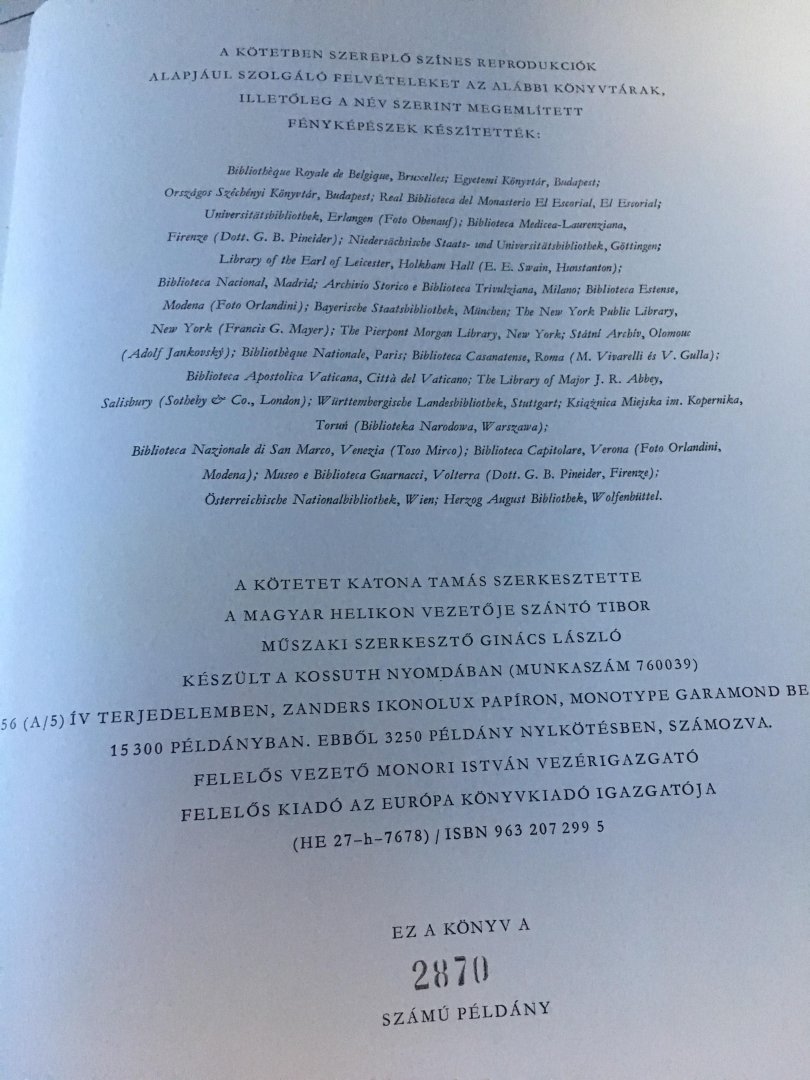 A KÖTETBEN SZEREPLŐ SZÍNES REPRODUKCIÓK
ALAPJÁUL SZOLGÁLÓ FELVÉTELEKET AZ ALÁBBI KÖNYVTÁRAK,
ILLETŐLEG A NÉV SZERINT MEGEMLÍTETT
FÉNYKÉPÉSZEK KÉSZÍTETTÉK:
Bibliothèque Royale de Belgique, Bruxelles; Egyetemi Könyvtár, Budapest;
Országos Széchényi Könyvtár, Budapest; Real Biblioteca del Monasterio El Escorial, El Escorial;
Universitätsbibliothek, Erlangen (Foto Obenauf); Biblioteca Medicea-Laurenziana,
Firenze (Dott. G. B. Pineider); Niedersächsische Staats- und Universitätsbibliothek, Göttingen;
Library of the Earl of Leicester, Holkham Hall (E. E. Swain, Hunstanton);
Biblioteca Nacional, Madrid; Archivio Storico e Biblioteca Trivulziana, Milano; Biblioteca Estense,
Modena (Foto Orlandini); Bayerische Staatsbibliothek, München; The New York Public Library,
New York (Francis G. Mayer); The Pierpont Morgan Library, New York; Státní Archív, Olomouc
(Adolf Jankovský); Bibliothèque Nationale, Paris; Biblioteca Casanatense, Roma (M. Vivarelli és V. Gulla);
Biblioteca Apostolica Vaticana, Città del Vaticano; The Library of Major J. R. Abbey,
Salisbury (Sotheby & Co., London); Württembergische Landesbibliothek, Stuttgart; Książnica Miejska im. Kopernika,
Toruń (Biblioteka Narodowa, Warszawa);
Biblioteca Nazionale di San Marco, Venezia (Toso Mirco); Biblioteca Capitolare, Verona (Foto Orlandini,
Modena); Museo e Biblioteca Guarnacci, Volterra (Dott. G. B. Pineider, Firenze);
Österreichische Nationalbibliothek, Wien; Herzog August Bibliothek, Wolfenbüttel.
A KÖTETET KATONA TAMÁS SZERKESZTETTE
A MAGYAR HELIKON VEZETŐJE SZÁNTÓ TIBOR
MŰSZAKI SZERKESZTŐ GINÁCS LÁSZLÓ
KÉSZÜLT A KOSSUTH NYOMDÁBAN (MUNKASZÁM 760039)
56 (A/5) ÍV TERJEDELEMBEN, ZANDERS IKONOLUX PAPÍRON, MONOTYPE GARAMOND BE
15 300 PÉLDÁNYBAN. EBBŐL 3250 PÉLDÁNY NYLKÖTÉSBEN, SZÁMOZVA.
FELELŐS VEZETŐ MONORI ISTVÁN VEZÉRIGAZGATÓ
FELELŐS KIADÓ AZ EURÓPA KÖNYVKIADÓ IGAZGATÓJA
(HE 27-h-7678) / ISBN 963 207 299 5
EZ A KÖNYV A
2870
SZÁMÚ PÉLDÁNY